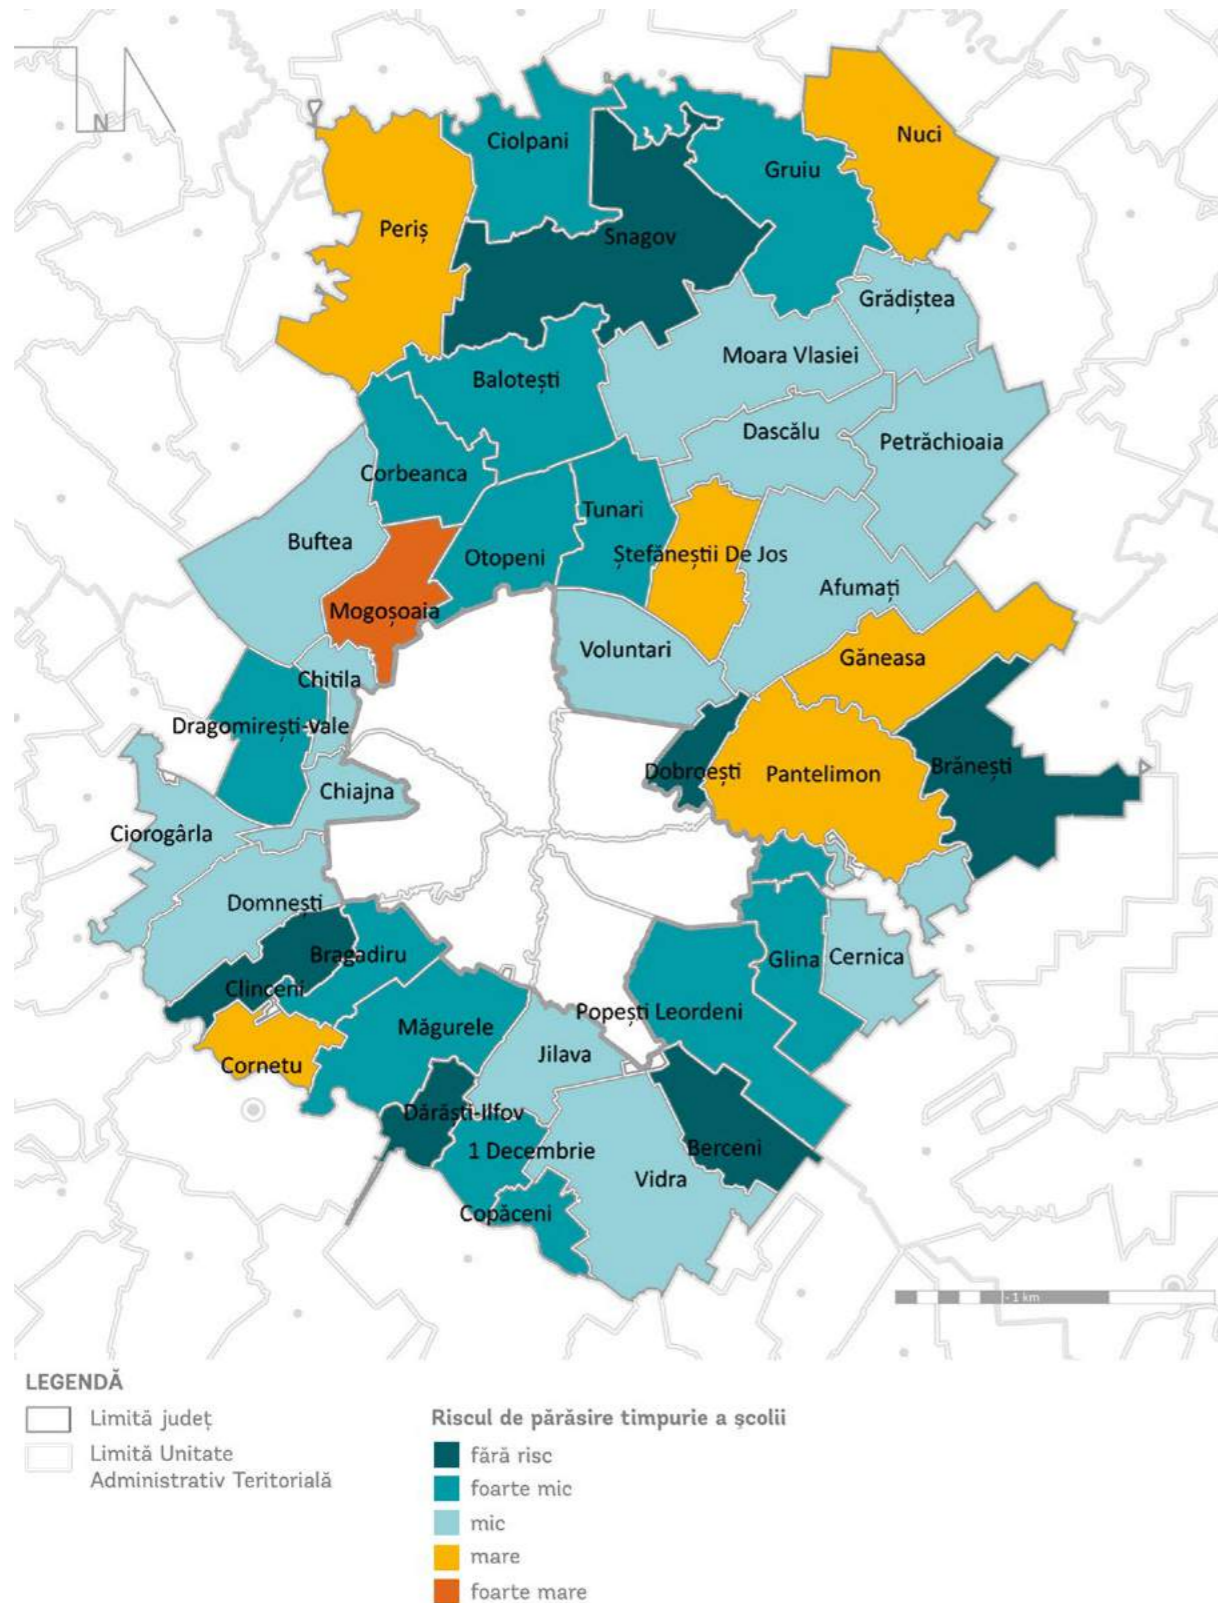 N
Ciolpani
Nuci
Gruiu
Periș
Snagov
Grădiștea
Moara Vlasiei
Balotești
Dascălu
Petrăchioaia
Corbeanca
Tunari
Buftea
Otopeni
Ștefăneștii De Jos
Afumați
Mogoșoaia
Voluntari
Găneasa
Chitila
Dragomirești-Vale
Dobroești
Pantelimon
Brănești
Chiajna
Ciorogârla
Domnești
Bragadiru
Glina
Cernica
Clinceni
Popești Leordeni
Măgurele
Jilava
Cornetu
Dărăști-Ilfov
1 Decembrie
Berceni
Vidra
Copăceni
- 1 km
LEGENDĂ
Limită județ
Limită Unitate
Administrativ Teritorială
Riscul de părăsire timpurie a școlii
fără risc
foarte mic
mic
mare
foarte mare